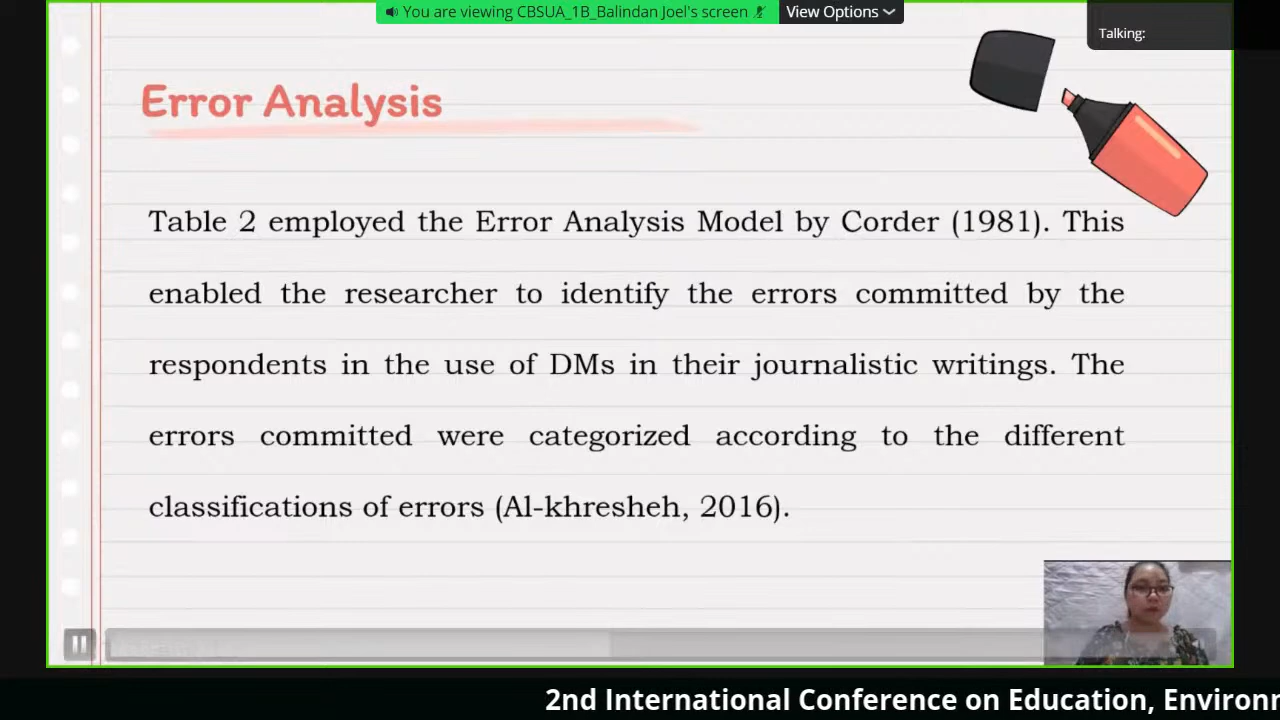 You are viewing CBSUA_1B_Balindan Joel's screen
View Options
Talking:
Error Analysis
Table 2 employed the Error Analysis Model by Corder (1981). This
enabled the researcher to identify the errors committed by the
respondents in the use of DMs in their journalistic writings. The
errors committed were categorized according to the different
classifications of errors (Al-khresheh, 2016).
2nd International Conference on Education, Environ